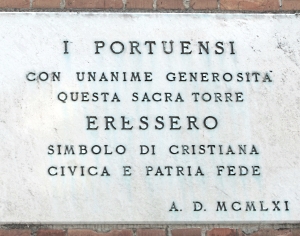 I PORTUENSI
CON UNANIME GENEROSITA'
QUESTA SACRA TORRE
ERESSERO
SIMBOLO DI CRISTIANA
CIVICA E PATRIA FEDE
A. D. MCMLXI